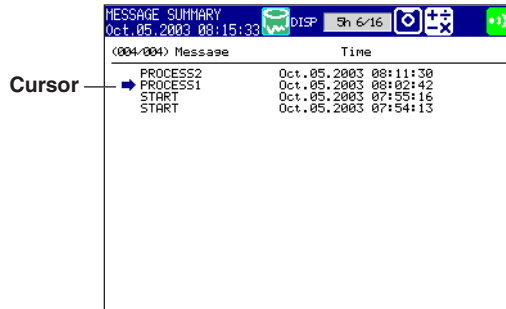 MESSAGE SUMMARY
Oct.05.2003 08:15:33 DISP 5h 6/16
(004/004) Message Time
PROCESS2 Oct.05.2003 08:11:30
Cursor PROCESS1 Oct.05.2003 08:02:42
START Oct.05.2003 07:55:16
START Oct.05.2003 07:54:13